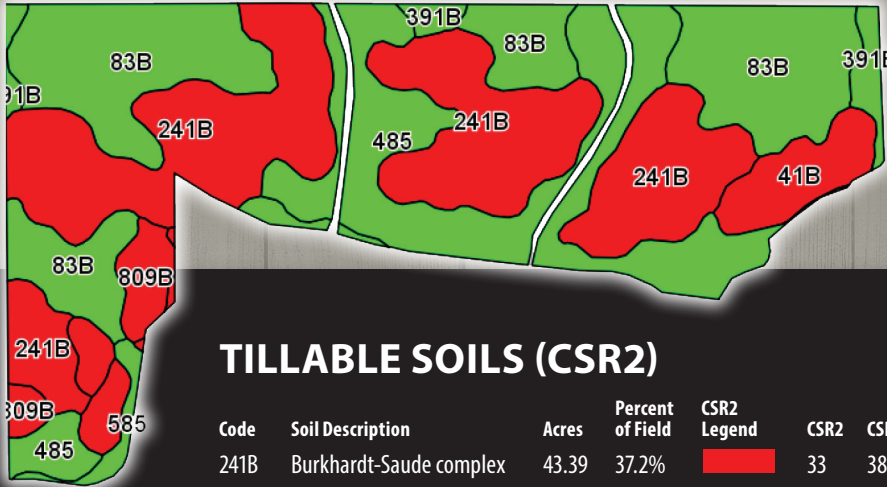 391B
83B
83B
83B
391B
91B
241B
241B
485
241B
41B
83B
809B
241B
809B
585
485
TILLABLE SOILS (CSR2)
Percent CSR2
Code Soil Description Acres of Field Legend CSR2
241B Burkhardt-Saude complex 43.39 37.2% 33 38